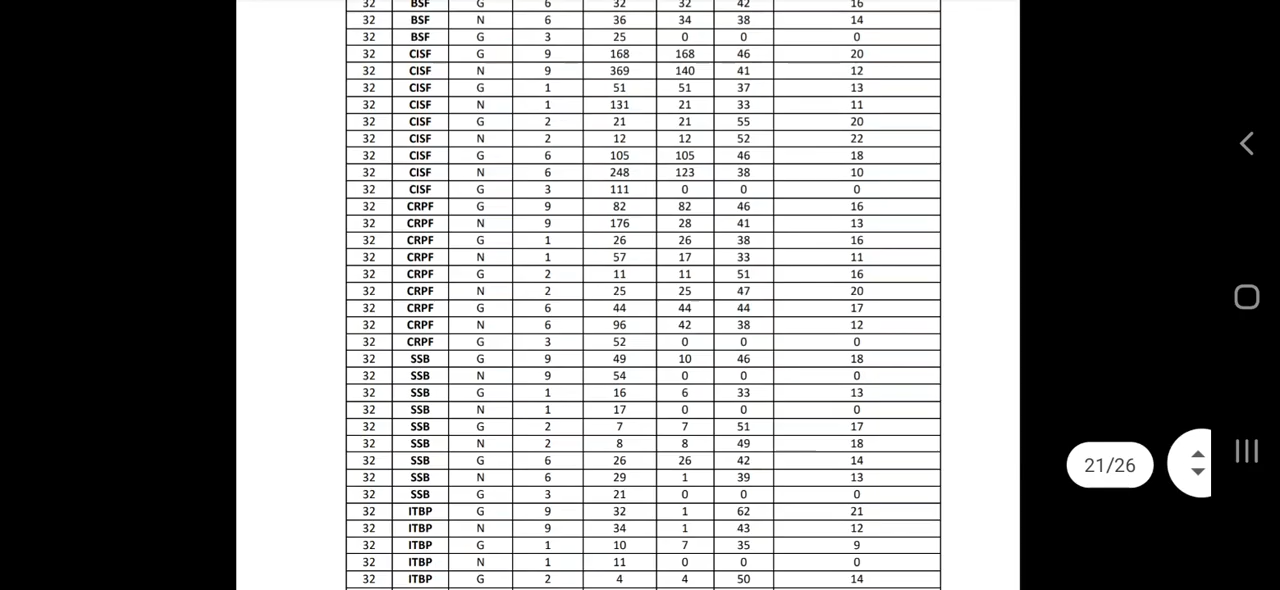 32 BSF G 6 32 32 42 16
32 BSF N 6 36 34 38 14
32 BSF G 3 25 0 0 0
32 CISF G 9 168 168 46 20
32 CISF N 9 369 140 41 12
32 CISF G 1 51 51 37 13
32 CISF N 1 131 21 33 11
32 CISF G 2 21 21 55 20
32 CISF N 2 12 12 52 22
32 CISF G 6 105 105 46 18
32 CISF N 6 248 123 38 10
32 CISF G 3 111 0 0 0
32 CRPF G 9 82 82 46 16
32 CRPF N 9 176 28 41 13
32 CRPF G 1 26 26 38 16
32 CRPF N 1 57 17 33 11
32 CRPF G 2 11 11 51 16
32 CRPF N 2 25 25 47 20
32 CRPF G 6 44 44 44 17
32 CRPF N 6 96 42 38 12
32 CRPF G 3 52 0 0 0
32 SSB G 9 49 10 46 18
32 SSB N 9 54 0 0 0
32 SSB G 1 16 6 33 13
32 SSB N 1 17 0 0 0
32 SSB G 2 7 7 51 17
32 SSB N 2 8 8 49 18
32 SSB G 6 26 26 42 14
32 SSB N 6 29 1 39 13
32 SSB G 3 21 0 0 0
32 ITBP G 9 32 1 62 21
32 ITBP N 9 34 1 43 12
32 ITBP G 1 10 7 35 9
32 ITBP N 1 11 0 0 0
32 ITBP G 2 4 4 50 14
21/26